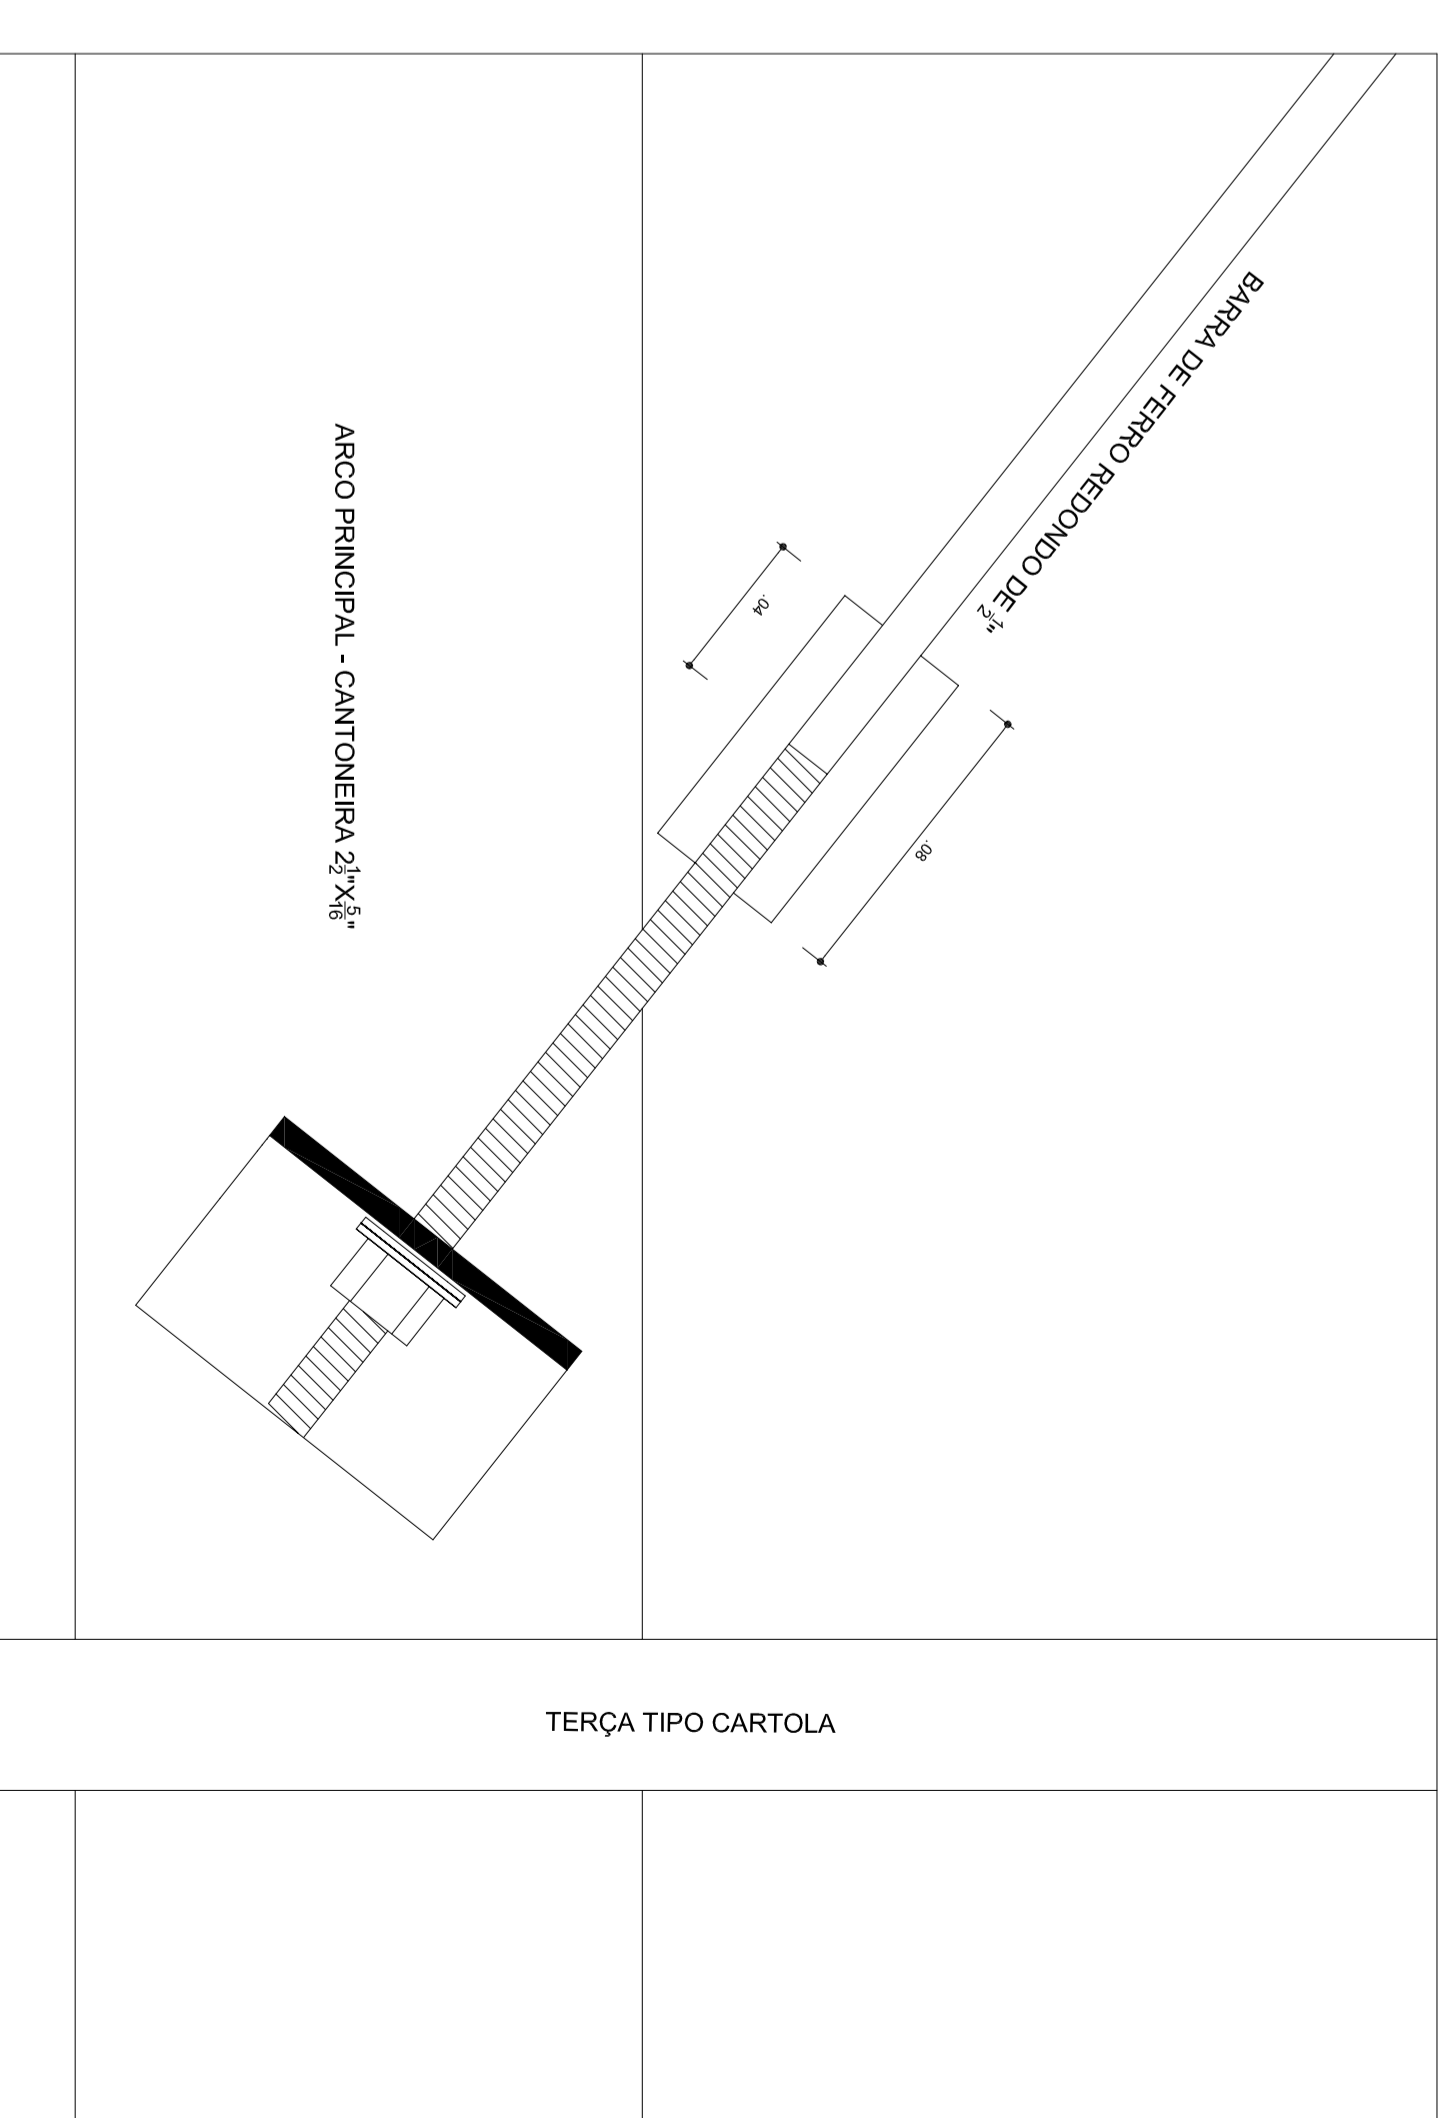 BARRA DE FERRO REDONDO DE 1/2"
ARCO PRINCIPAL - CANTONEIRA 2 1/2"X 5/16"
.04
.08
TERÇA TIPO CARTOLA